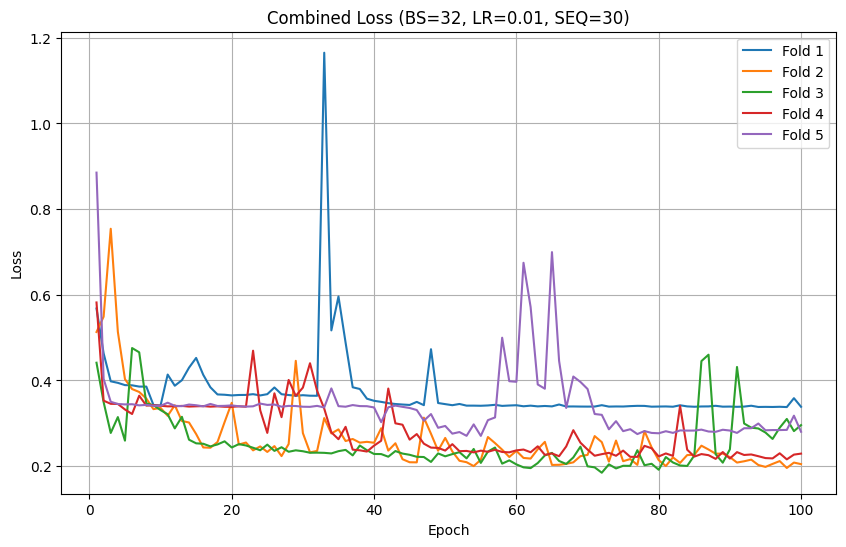 Combined Loss (BS=32, LR=0.01, SEQ=30)
Fold 1
Fold 2
Fold 3
Fold 4
Fold 5
Loss
1.2
1.0
0.8
0.6
0.4
0.2
0 20 40 60 80 100
Epoch